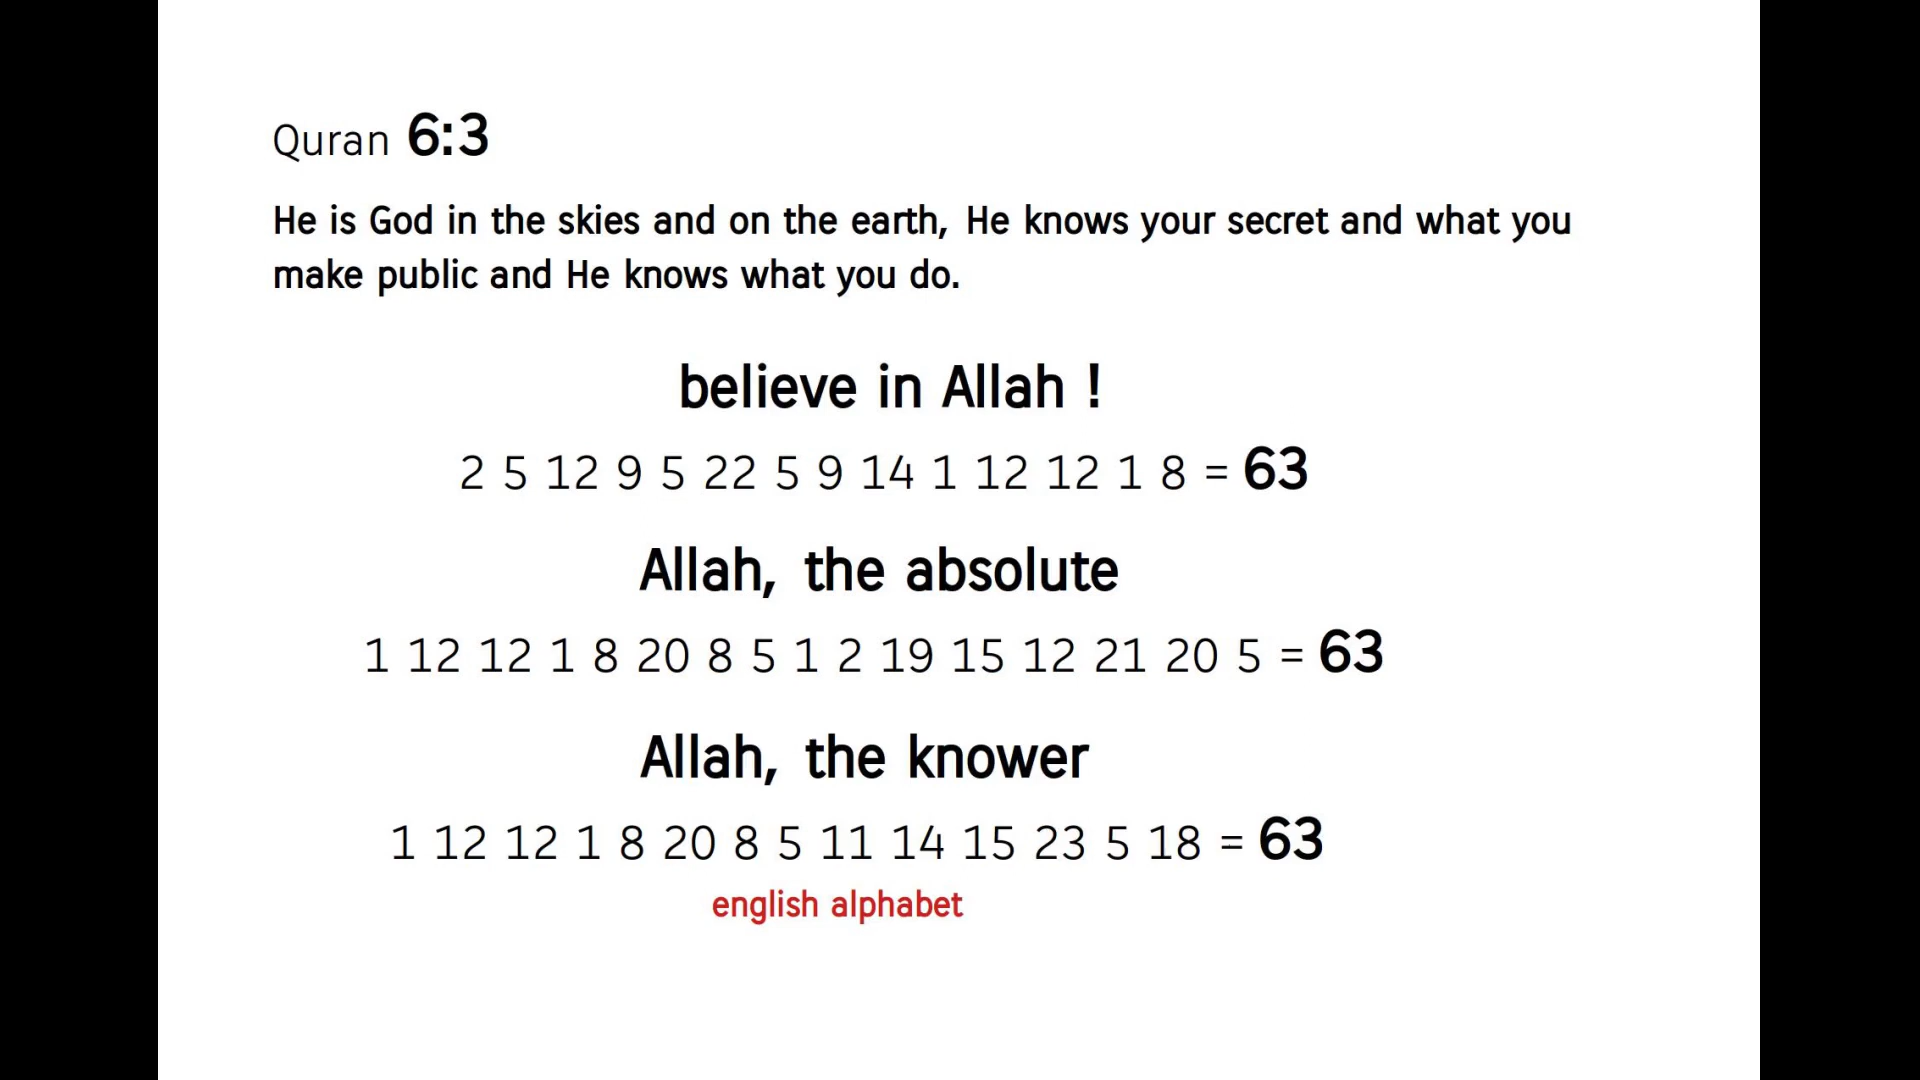 Quran 6:3
He is God in the skies and on the earth, He knows your secret and what you
make public and He knows what you do.
believe in Allah !
2 5 12 9 5 22 5 9 14 1 12 12 1 8 = 63
Allah, the absolute
1 12 12 1 8 20 8 5 1 2 19 15 12 21 20 5 = 63
Allah, the knower
1 12 12 1 8 20 8 5 11 14 15 23 5 18 = 63
english alphabet